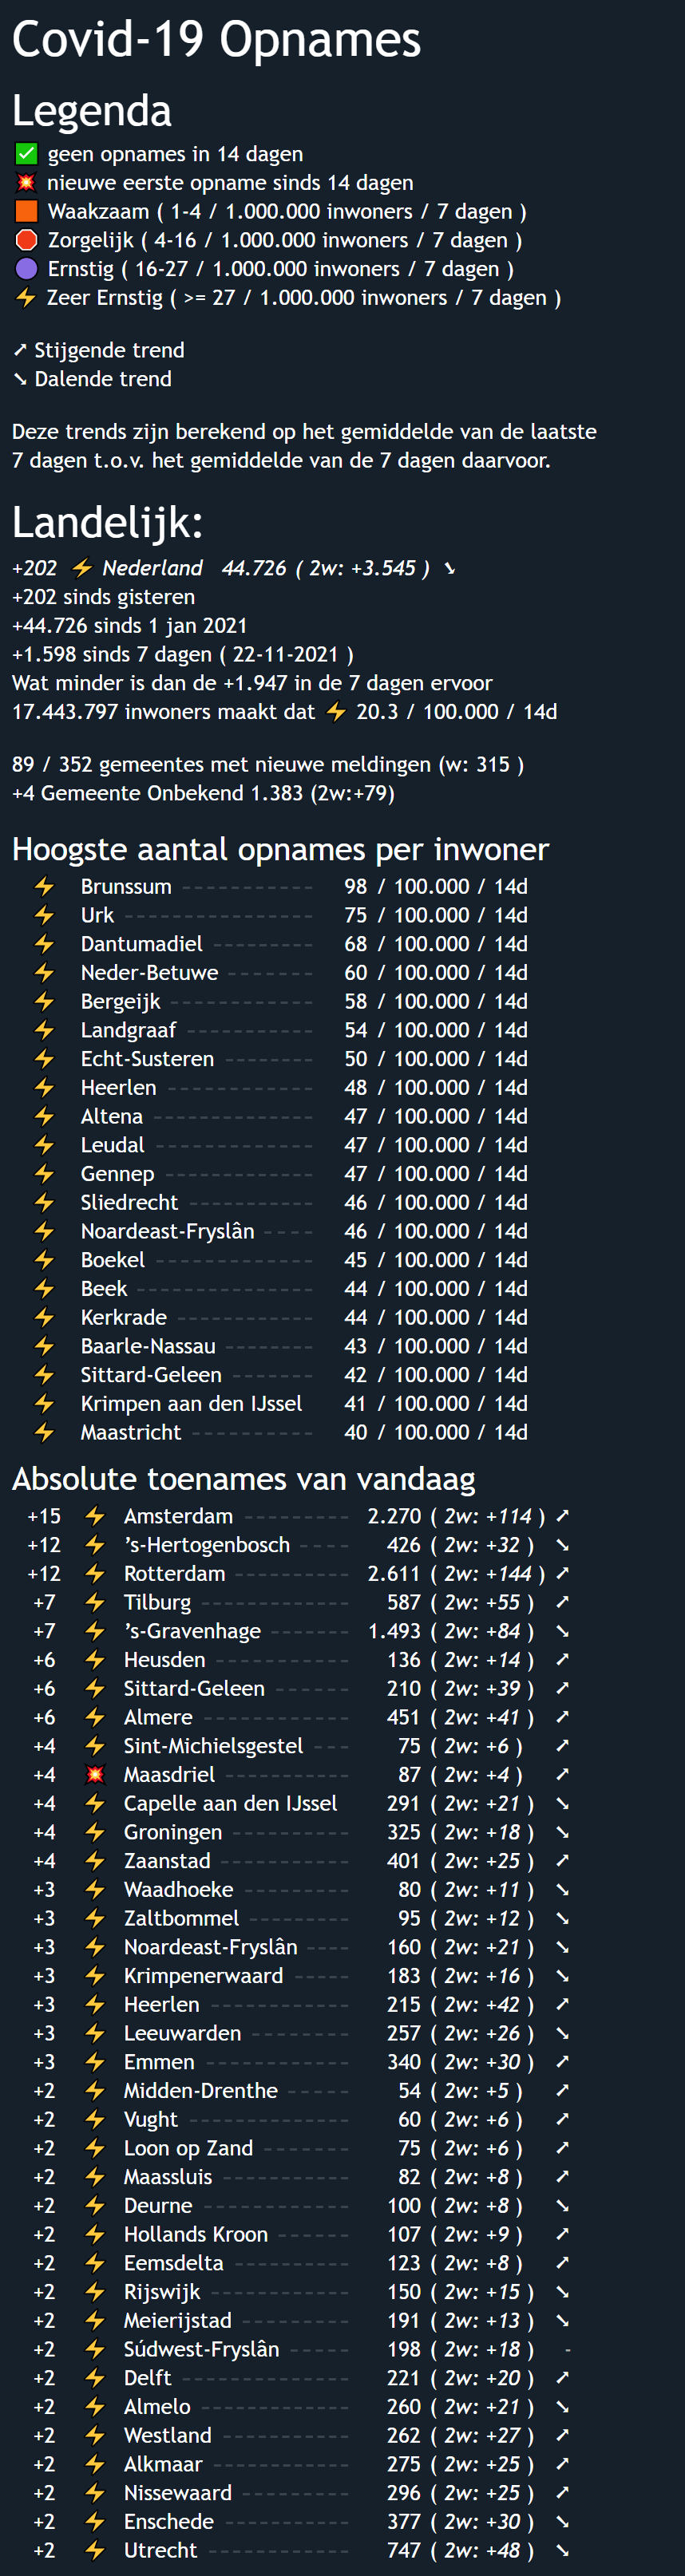 Covid-19 Opnames
Legenda
✅ geen opnames in 14 dagen
💥 nieuwe eerste opname sinds 14 dagen
🟧 Waakzaam ( 1-4 / 1.000.000 inwoners / 7 dagen )
🛑 Zorgelijk ( 4-16 / 1.000.000 inwoners / 7 dagen )
🟣 Ernstig ( 16-27 / 1.000.000 inwoners / 7 dagen )
⚡ Zeer Ernstig ( >= 27 / 1.000.000 inwoners / 7 dagen )
➚ Stijgende trend
➘ Dalende trend
Deze trends zijn berekend op het gemiddelde van de laatste
7 dagen t.o.v. het gemiddelde van de 7 dagen daarvoor.
Landelijk:
+202 ⚡ Nederland 44.726 ( 2w: +3.545 ) ➘
+202 sinds gisteren
+44.726 sinds 1 jan 2021
+1.598 sinds 7 dagen ( 22-11-2021 )
Wat minder is dan de +1.947 in de 7 dagen ervoor
17.443.797 inwoners maakt dat ⚡ 20.3 / 100.000 / 14d
89 / 352 gemeentes met nieuwe meldingen (w: 315 )
+4 Gemeente Onbekend 1.383 (2w:+79)
Hoogste aantal opnames per inwoner
⚡ Brunssum ------------ 98 / 100.000 / 14d
⚡ Urk ----------------- 75 / 100.000 / 14d
⚡ Dantumadiel --------- 68 / 100.000 / 14d
⚡ Neder-Betuwe -------- 60 / 100.000 / 14d
⚡ Bergeijk ------------- 58 / 100.000 / 14d
⚡ Landgraaf ----------- 54 / 100.000 / 14d
⚡ Echt-Susteren -------- 50 / 100.000 / 14d
⚡ Heerlen ------------- 48 / 100.000 / 14d
⚡ Altena -------------- 47 / 100.000 / 14d
⚡ Leudal -------------- 47 / 100.000 / 14d
⚡ Gennep ------------- 47 / 100.000 / 14d
⚡ Sliedrecht ----------- 46 / 100.000 / 14d
⚡ Noardeast-Fryslân ---- 46 / 100.000 / 14d
⚡ Boekel -------------- 45 / 100.000 / 14d
⚡ Beek ---------------- 44 / 100.000 / 14d
⚡ Kerkrade ------------ 44 / 100.000 / 14d
⚡ Baarle-Nassau -------- 43 / 100.000 / 14d
⚡ Sittard-Geleen -------- 42 / 100.000 / 14d
⚡ Krimpen aan den IJssel 41 / 100.000 / 14d
⚡ Maastricht ----------- 40 / 100.000 / 14d
Absolute toenames van vandaag
+15 ⚡ Amsterdam --------- 2.270 ( 2w: +114 ) ➚
+12 ⚡ 's-Hertogenbosch ---- 426 ( 2w: +32 ) ➘
+12 ⚡ Rotterdam ---------- 2.611 ( 2w: +144 ) ➚
+7 ⚡ Tilburg ------------- 587 ( 2w: +55 ) ➚
+7 ⚡ 's-Gravenhage ------- 1.493 ( 2w: +84 ) ➘
+6 ⚡ Heusden ------------ 136 ( 2w: +14 ) ➚
+6 ⚡ Sittard-Geleen ------ 210 ( 2w: +39 ) ➚
+6 ⚡ Almere ------------- 451 ( 2w: +41 ) ➚
+4 ⚡ Sint-Michielsgestel --- 75 ( 2w: +6 ) ➚
+4 💥 Maasdriel ----------- 87 ( 2w: +4 ) ➚
+4 ⚡ Capelle aan den IJssel 291 ( 2w: +21 ) ➘
+4 ⚡ Groningen ---------- 325 ( 2w: +18 ) ➘
+4 ⚡ Zaanstad ----------- 401 ( 2w: +25 ) ➚
+3 ⚡ Waadhoeke --------- 80 ( 2w: +11 ) ➘
+3 ⚡ Zaltbommel --------- 95 ( 2w: +12 ) ➘
+3 ⚡ Noardeast-Fryslân ---- 160 ( 2w: +21 ) ➘
+3 ⚡ Krimpenerwaard ----- 183 ( 2w: +16 ) ➘
+3 ⚡ Heerlen ------------ 215 ( 2w: +42 ) ➚
+3 ⚡ Leeuwarden --------- 257 ( 2w: +26 ) ➘
+3 ⚡ Emmen ------------- 340 ( 2w: +30 ) ➚
+2 ⚡ Midden-Drenthe ----- 54 ( 2w: +5 ) ➚
+2 ⚡ Vught -------------- 60 ( 2w: +6 ) ➚
+2 ⚡ Loon op Zand ------- 75 ( 2w: +6 ) ➚
+2 ⚡ Maassluis ----------- 82 ( 2w: +8 ) ➚
+2 ⚡ Deurne ------------- 100 ( 2w: +8 ) ➘
+2 ⚡ Hollands Kroon ------ 107 ( 2w: +9 ) ➚
+2 ⚡ Eemsdelta ---------- 123 ( 2w: +8 ) ➚
+2 ⚡ Rijswijk ------------ 150 ( 2w: +15 ) ➘
+2 ⚡ Meierijstad ---------- 191 ( 2w: +13 ) ➘
+2 ⚡ Súdwest-Fryslân ----- 198 ( 2w: +18 ) -
+2 ⚡ Delft --------------- 221 ( 2w: +20 ) ➚
+2 ⚡ Almelo ------------- 260 ( 2w: +21 ) ➘
+2 ⚡ Westland ----------- 262 ( 2w: +27 ) ➚
+2 ⚡ Alkmaar ------------ 275 ( 2w: +25 ) ➚
+2 ⚡ Nissewaard --------- 296 ( 2w: +25 ) ➚
+2 ⚡ Enschede ----------- 377 ( 2w: +30 ) ➘
+2 ⚡ Utrecht ------------ 747 ( 2w: +48 ) ➘